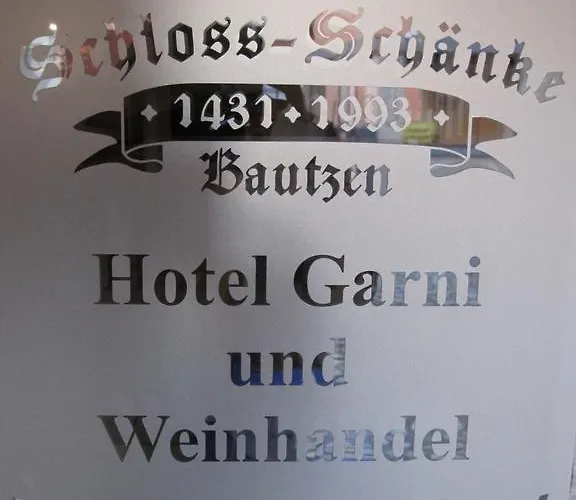 Schloss-Schänke
1431 1993
Bautzen
Hotel Garni
und
Weinhandel